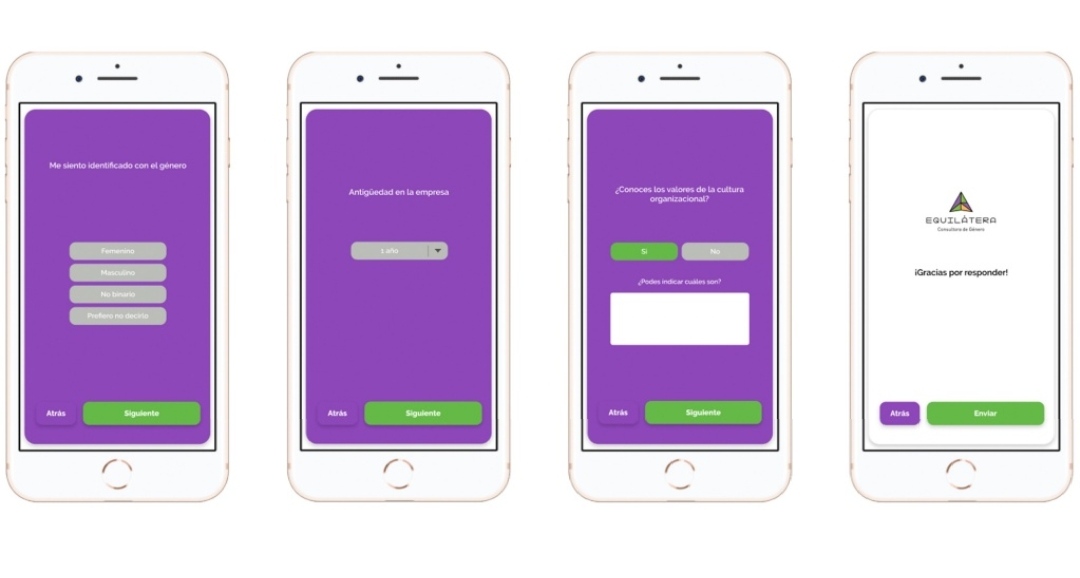 Me siento identificado con el género
Femenino
Masculino
No binario
Prefiero no decirlo
Atrás
Siguiente
Antigüedad en la empresa
1 año
Atrás
Siguiente
¿Conoces los valores de la cultura
organizacional?
Si
No
¿Podes indicar cuáles son?
Atrás
Siguiente
EQUILÁTERA
Consultora de Género
¡Gracias por responder!
Atrás
Enviar